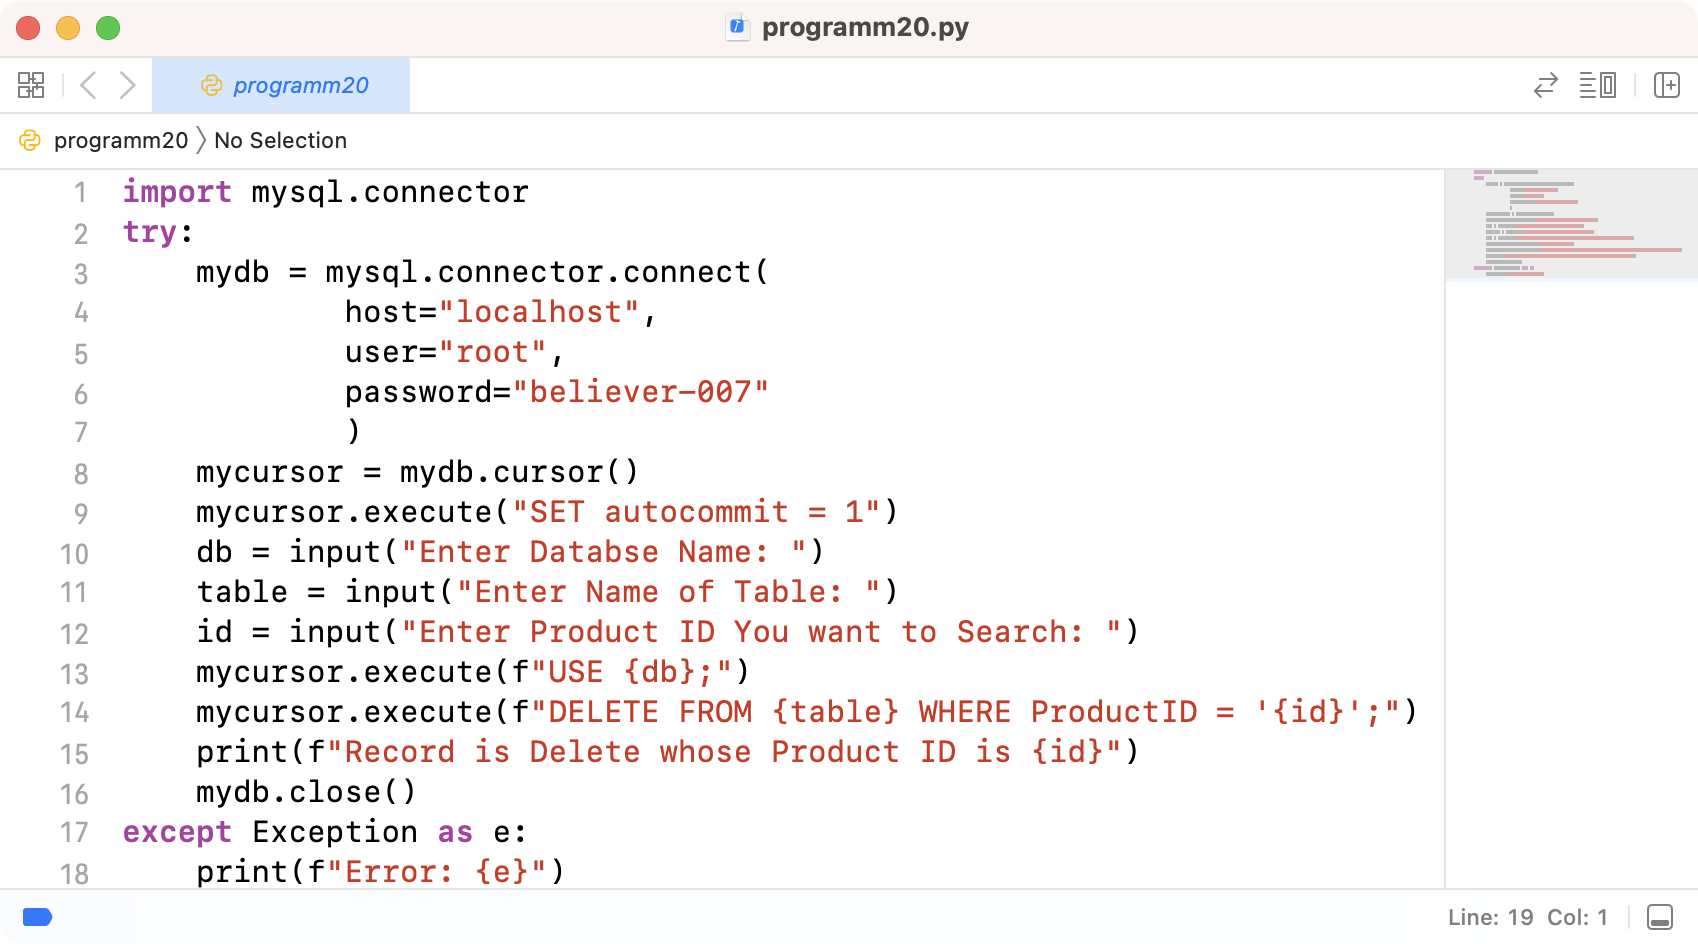 programm20.py
programm20
programm20 〉 No Selection
1 import mysql.connector
2 try:
3     mydb = mysql.connector.connect(
4             host="localhost",
5             user="root",
6             password="believer-007"
7             )
8     mycursor = mydb.cursor()
9     mycursor.execute("SET autocommit = 1")
10     db = input("Enter Databse Name: ")
11     table = input("Enter Name of Table: ")
12     id = input("Enter Product ID You want to Search: ")
13     mycursor.execute(f"USE {db};")
14     mycursor.execute(f"DELETE FROM {table} WHERE ProductID = '{id}';")
15     print(f"Record is Delete whose Product ID is {id}")
16     mydb.close()
17 except Exception as e:
18     print(f"Error: {e}")
Line: 19 Col: 1